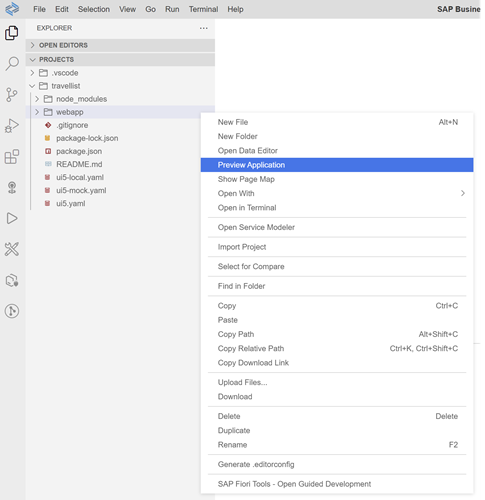 File Edit Selection View Go Run Terminal Help SAP Busine
EXPLORER
OPEN EDITORS
PROJECTS
.vscode
travellist
node_modules
webapp
.gitignore
package-lock.json
package.json
README.md
ui5-local.yaml
ui5-mock.yaml
ui5.yaml
New File Alt+N
New Folder
Open Data Editor
Preview Application
Show Page Map
Open With
Open in Terminal
Open Service Modeler
Import Project
Select for Compare
Find in Folder
Copy Ctrl+C
Paste
Copy Path Alt+Shift+C
Copy Relative Path Ctrl+K, Ctrl+Shift+C
Copy Download Link
Upload Files...
Download
Delete Delete
Duplicate
Rename F2
Generate .editorconfig
SAP Fiori Tools - Open Guided Development